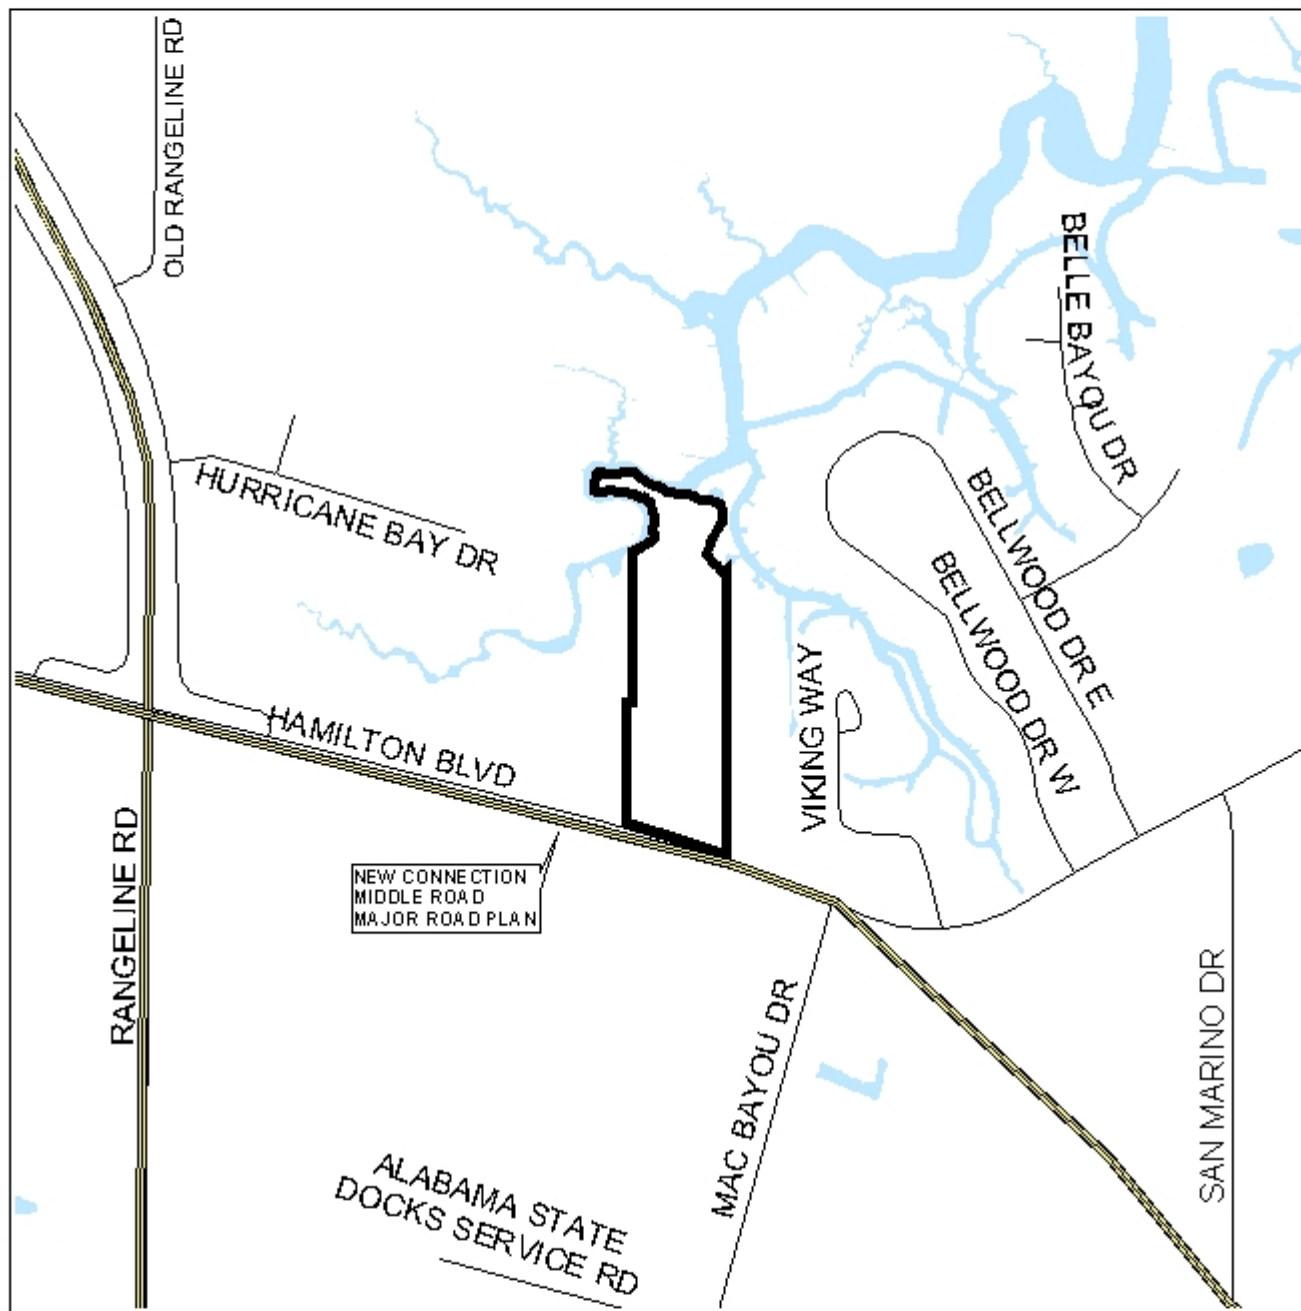 OLD RANGELINE RD
BELLE BAYOU DR
HURRICANE BAY DR
BELLWOOD DR E
BELLWOOD DR W
VIKING WAY
HAMILTON BLVD
RANGELINE RD
NEW CONNECTION
MIDDLE ROAD
MAJOR ROAD PLAN
MAC BAYOU DR
SAN MARINO DR
ALABAMA STATE
DOCKS SERVICE RD